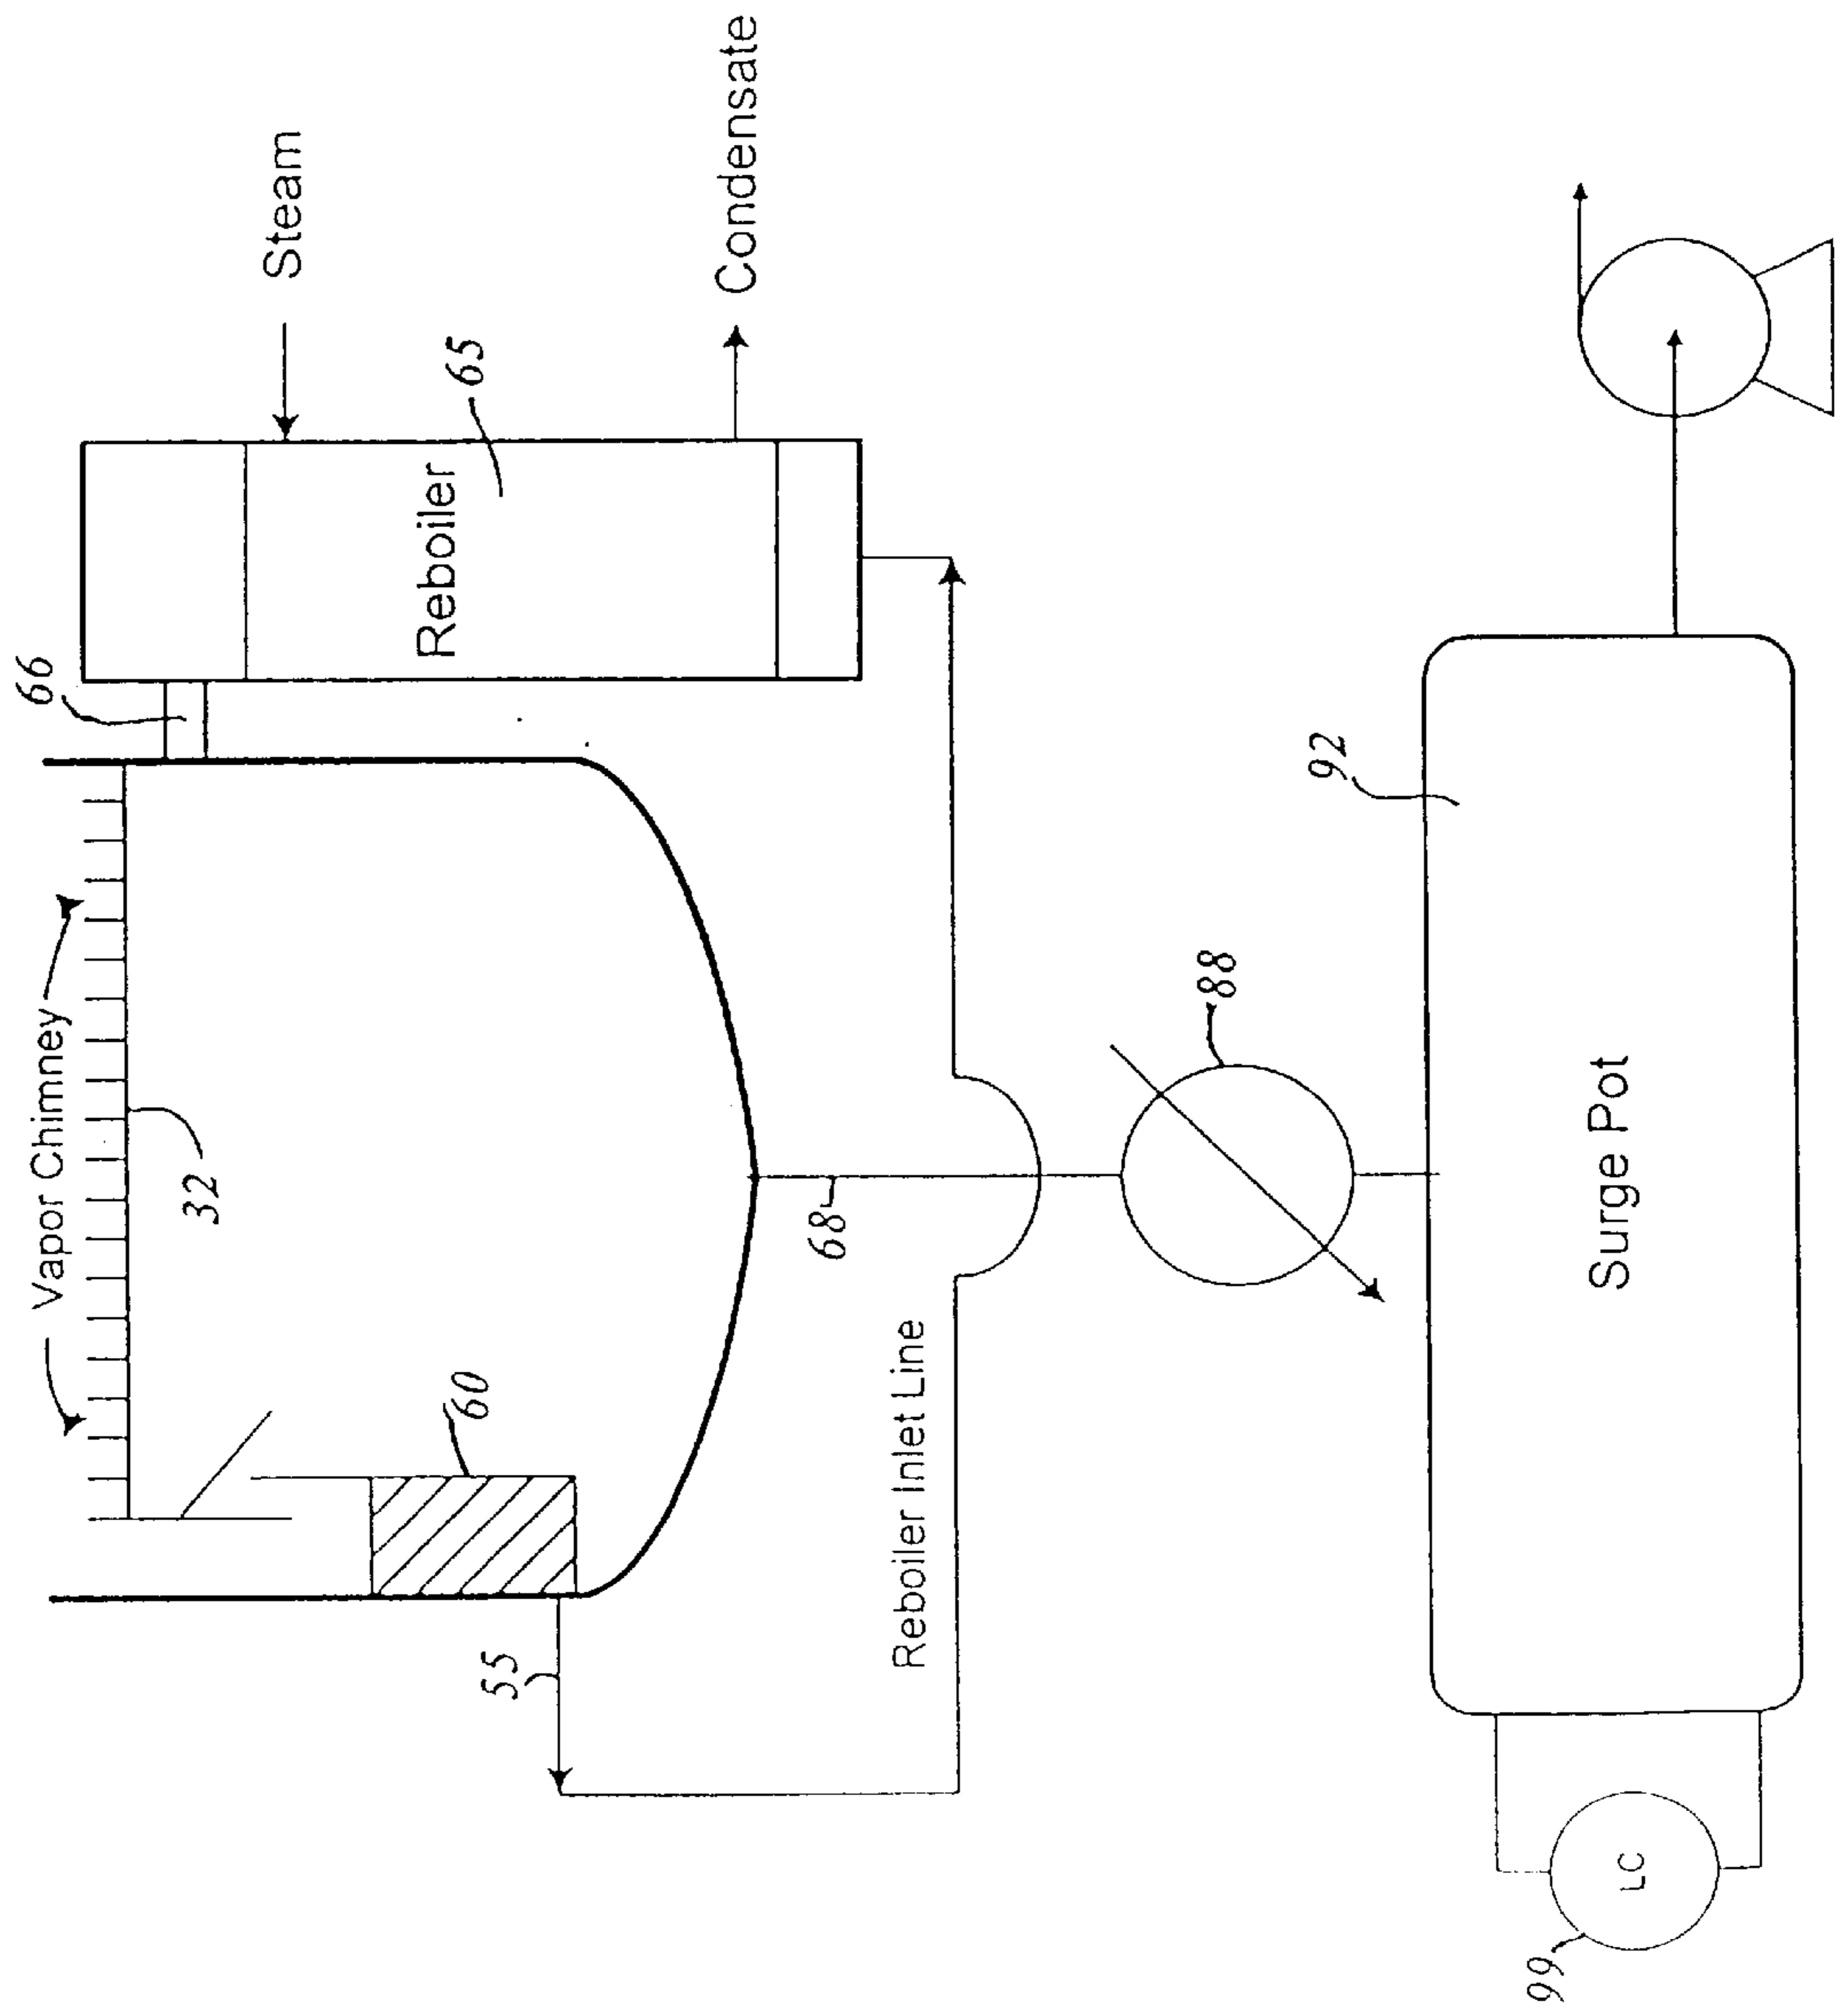 Vapor Chimney
66
Steam
32
65
Reboiler
60
Condensate
55
68
Reboiler Inlet Line
88
92
Surge Pot
LC
99